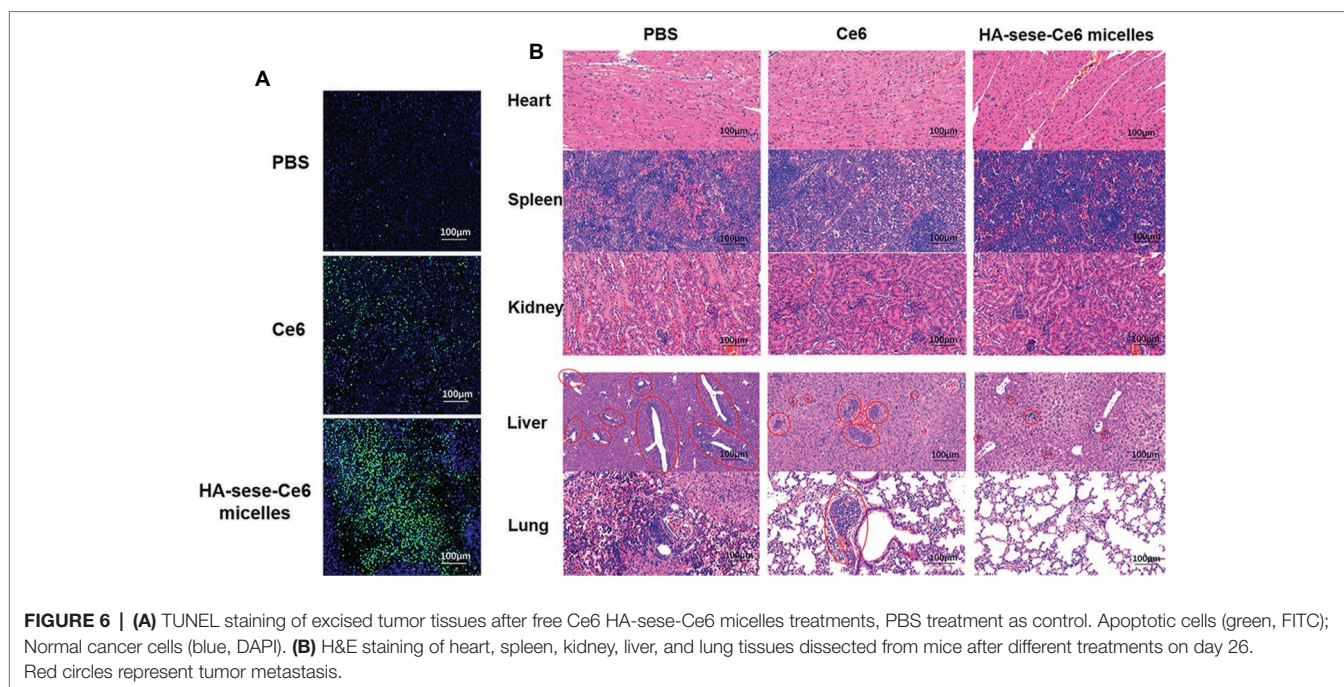 PBS Ce6 HA-sese-Ce6 micelles
B
A
Heart
100µm 100µm 100µm
PBS
100µm
Spleen
100µm 100µm 100µm
Ce6
100µm
Kidney
100µm 100µm 100µm
Liver
100µm 100µm 100µm
HA-sese-Ce6
micelles
100µm
Lung
100µm 100µm 100µm
FIGURE 6 | (A) TUNEL staining of excised tumor tissues after free Ce6 HA-sese-Ce6 micelles treatments, PBS treatment as control. Apoptotic cells (green, FITC);
Normal cancer cells (blue, DAPI). (B) H&E staining of heart, spleen, kidney, liver, and lung tissues dissected from mice after different treatments on day 26.
Red circles represent tumor metastasis.